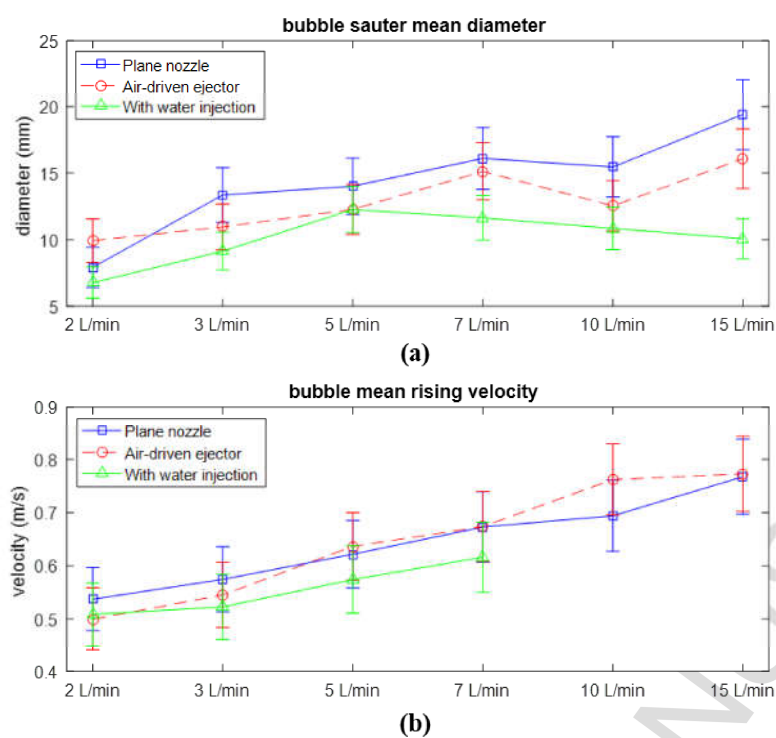 bubble sauter mean diameter
25
20
15
10
5
diameter (mm)
Plane nozzle
Air-driven ejector
With water injection
2 L/min 3 L/min 5 L/min 7 L/min 10 L/min 15 L/min
(a)
bubble mean rising velocity
0.9
0.8
0.7
0.6
0.5
0.4
velocity (m/s)
Plane nozzle
Air-driven ejector
With water injection
2 L/min 3 L/min 5 L/min 7 L/min 10 L/min 15 L/min
(b)